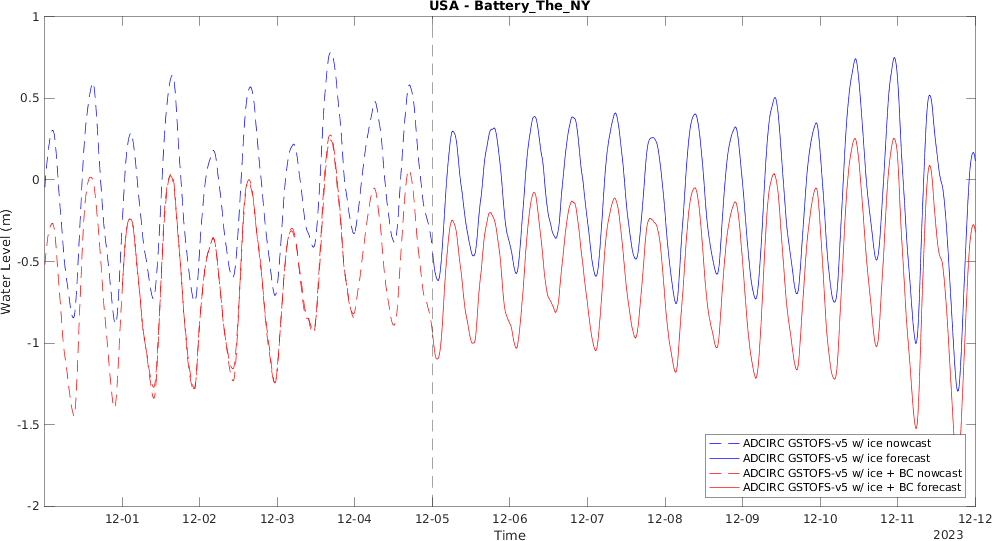 USA - Battery_The_NY
1
0.5
0
-0.5
-1
-1.5
-2
Water Level (m)
ADCIRC GSTOFS-v5 w/ ice nowcast
ADCIRC GSTOFS-v5 w/ ice forecast
ADCIRC GSTOFS-v5 w/ ice + BC nowcast
ADCIRC GSTOFS-v5 w/ ice + BC forecast
12-01 12-02 12-03 12-04 12-05 12-06 12-07 12-08 12-09 12-10 12-11 12-12
Time
2023